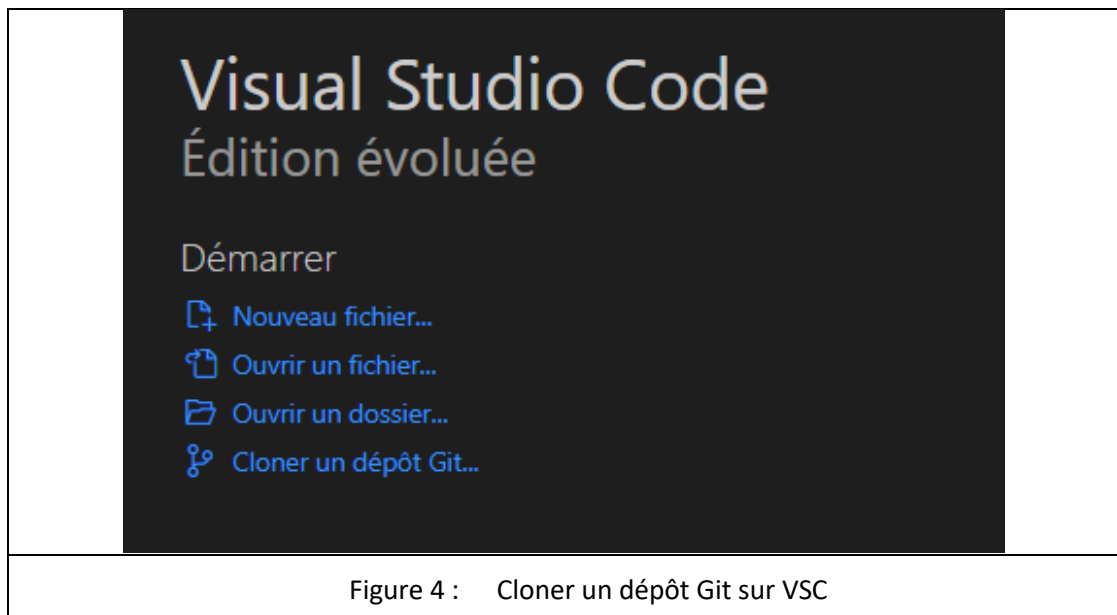 Visual Studio Code
Édition évoluée
Démarrer
Nouveau fichier...
Ouvrir un fichier...
Ouvrir un dossier...
Cloner un dépôt Git...
Figure 4 : Cloner un dépôt Git sur VSC